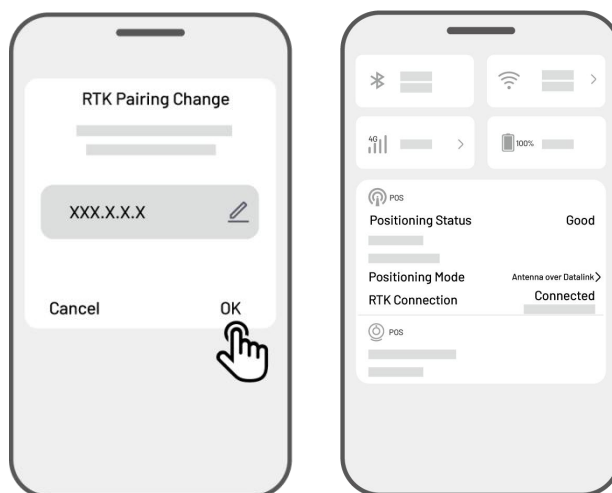 RTK Pairing Change
XXX.X.X.X
Cancel OK
4G
100%
POS
Positioning Status Good
Positioning Mode Antenna over Datalink
RTK Connection Connected
POS